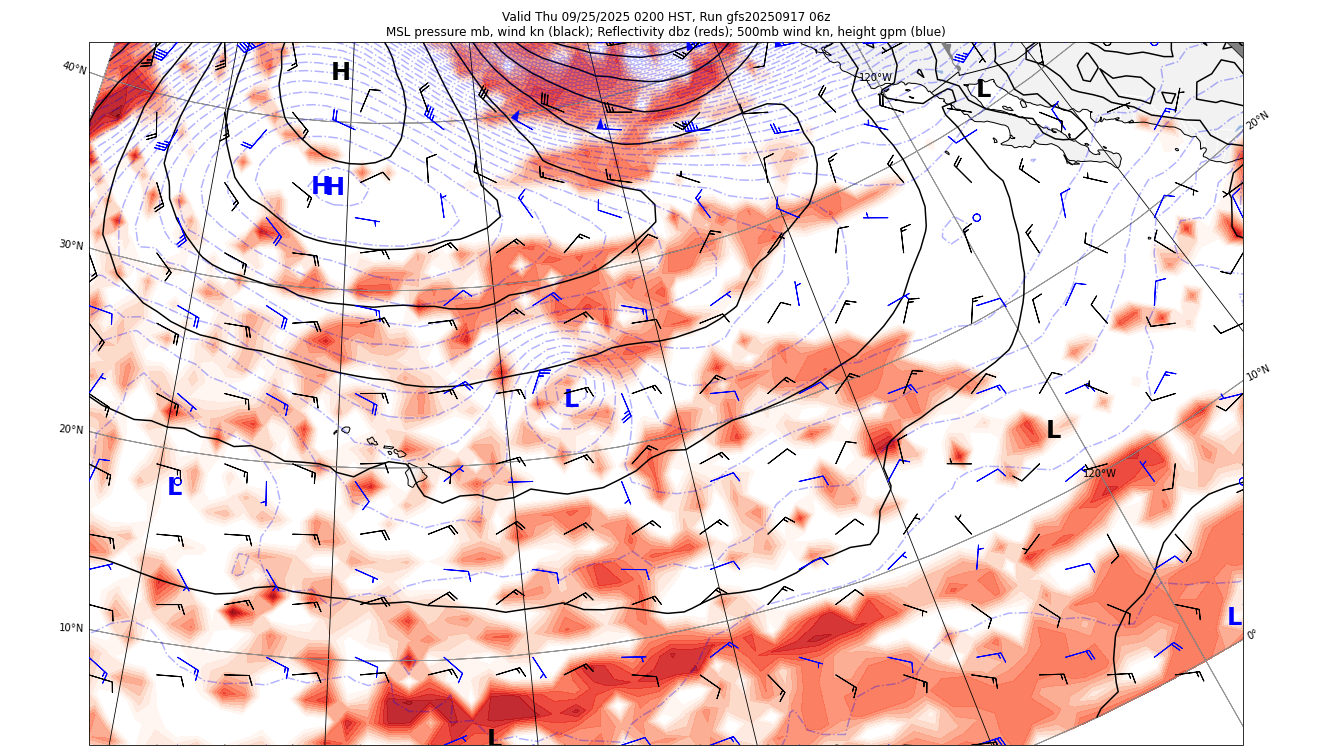 Valid Thu 09/25/2025 0200 HST, Run gfs20250917 06z
MSL pressure mb, wind kn (black); Reflectivity dbz (reds); 500mb wind kn, height gpm (blue)
40°N
H
120°W
L
20°N
H
H
30°N
10°N
L
20°N
L
120°W
L
10°N
L
0°
L